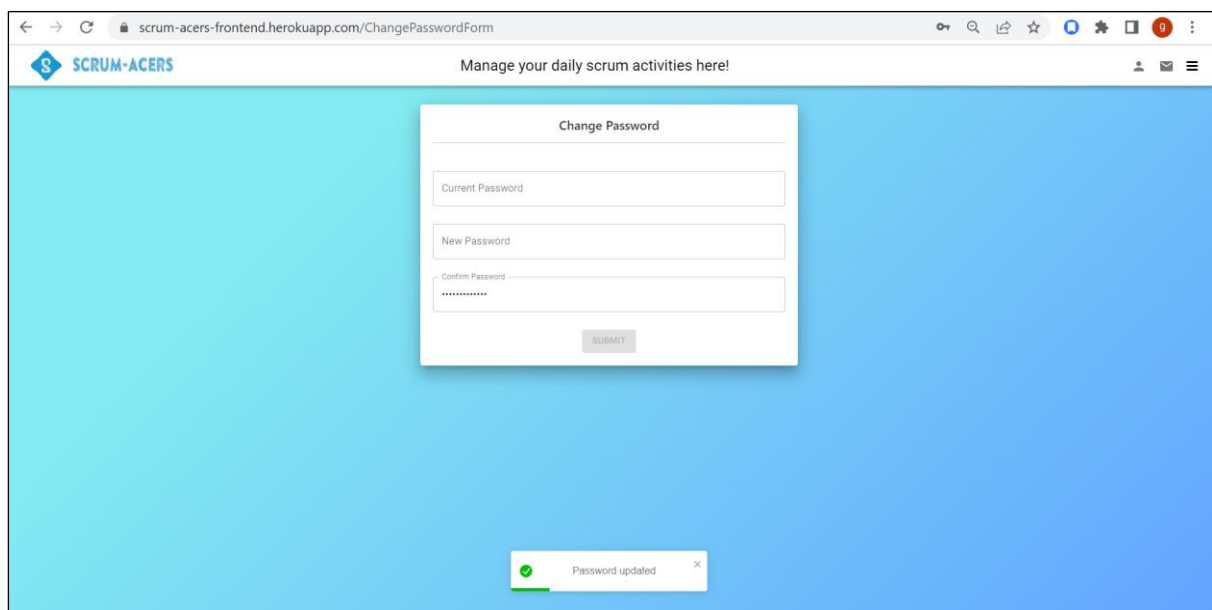 scrum-acers-frontend.herokuapp.com/ChangePasswordForm
g
S
SCRUM-ACERS
Manage your daily scrum activities here!
Change Password
Current Password
New Password
Confirm Password
•••••••••••••
SUBMIT
Password updated